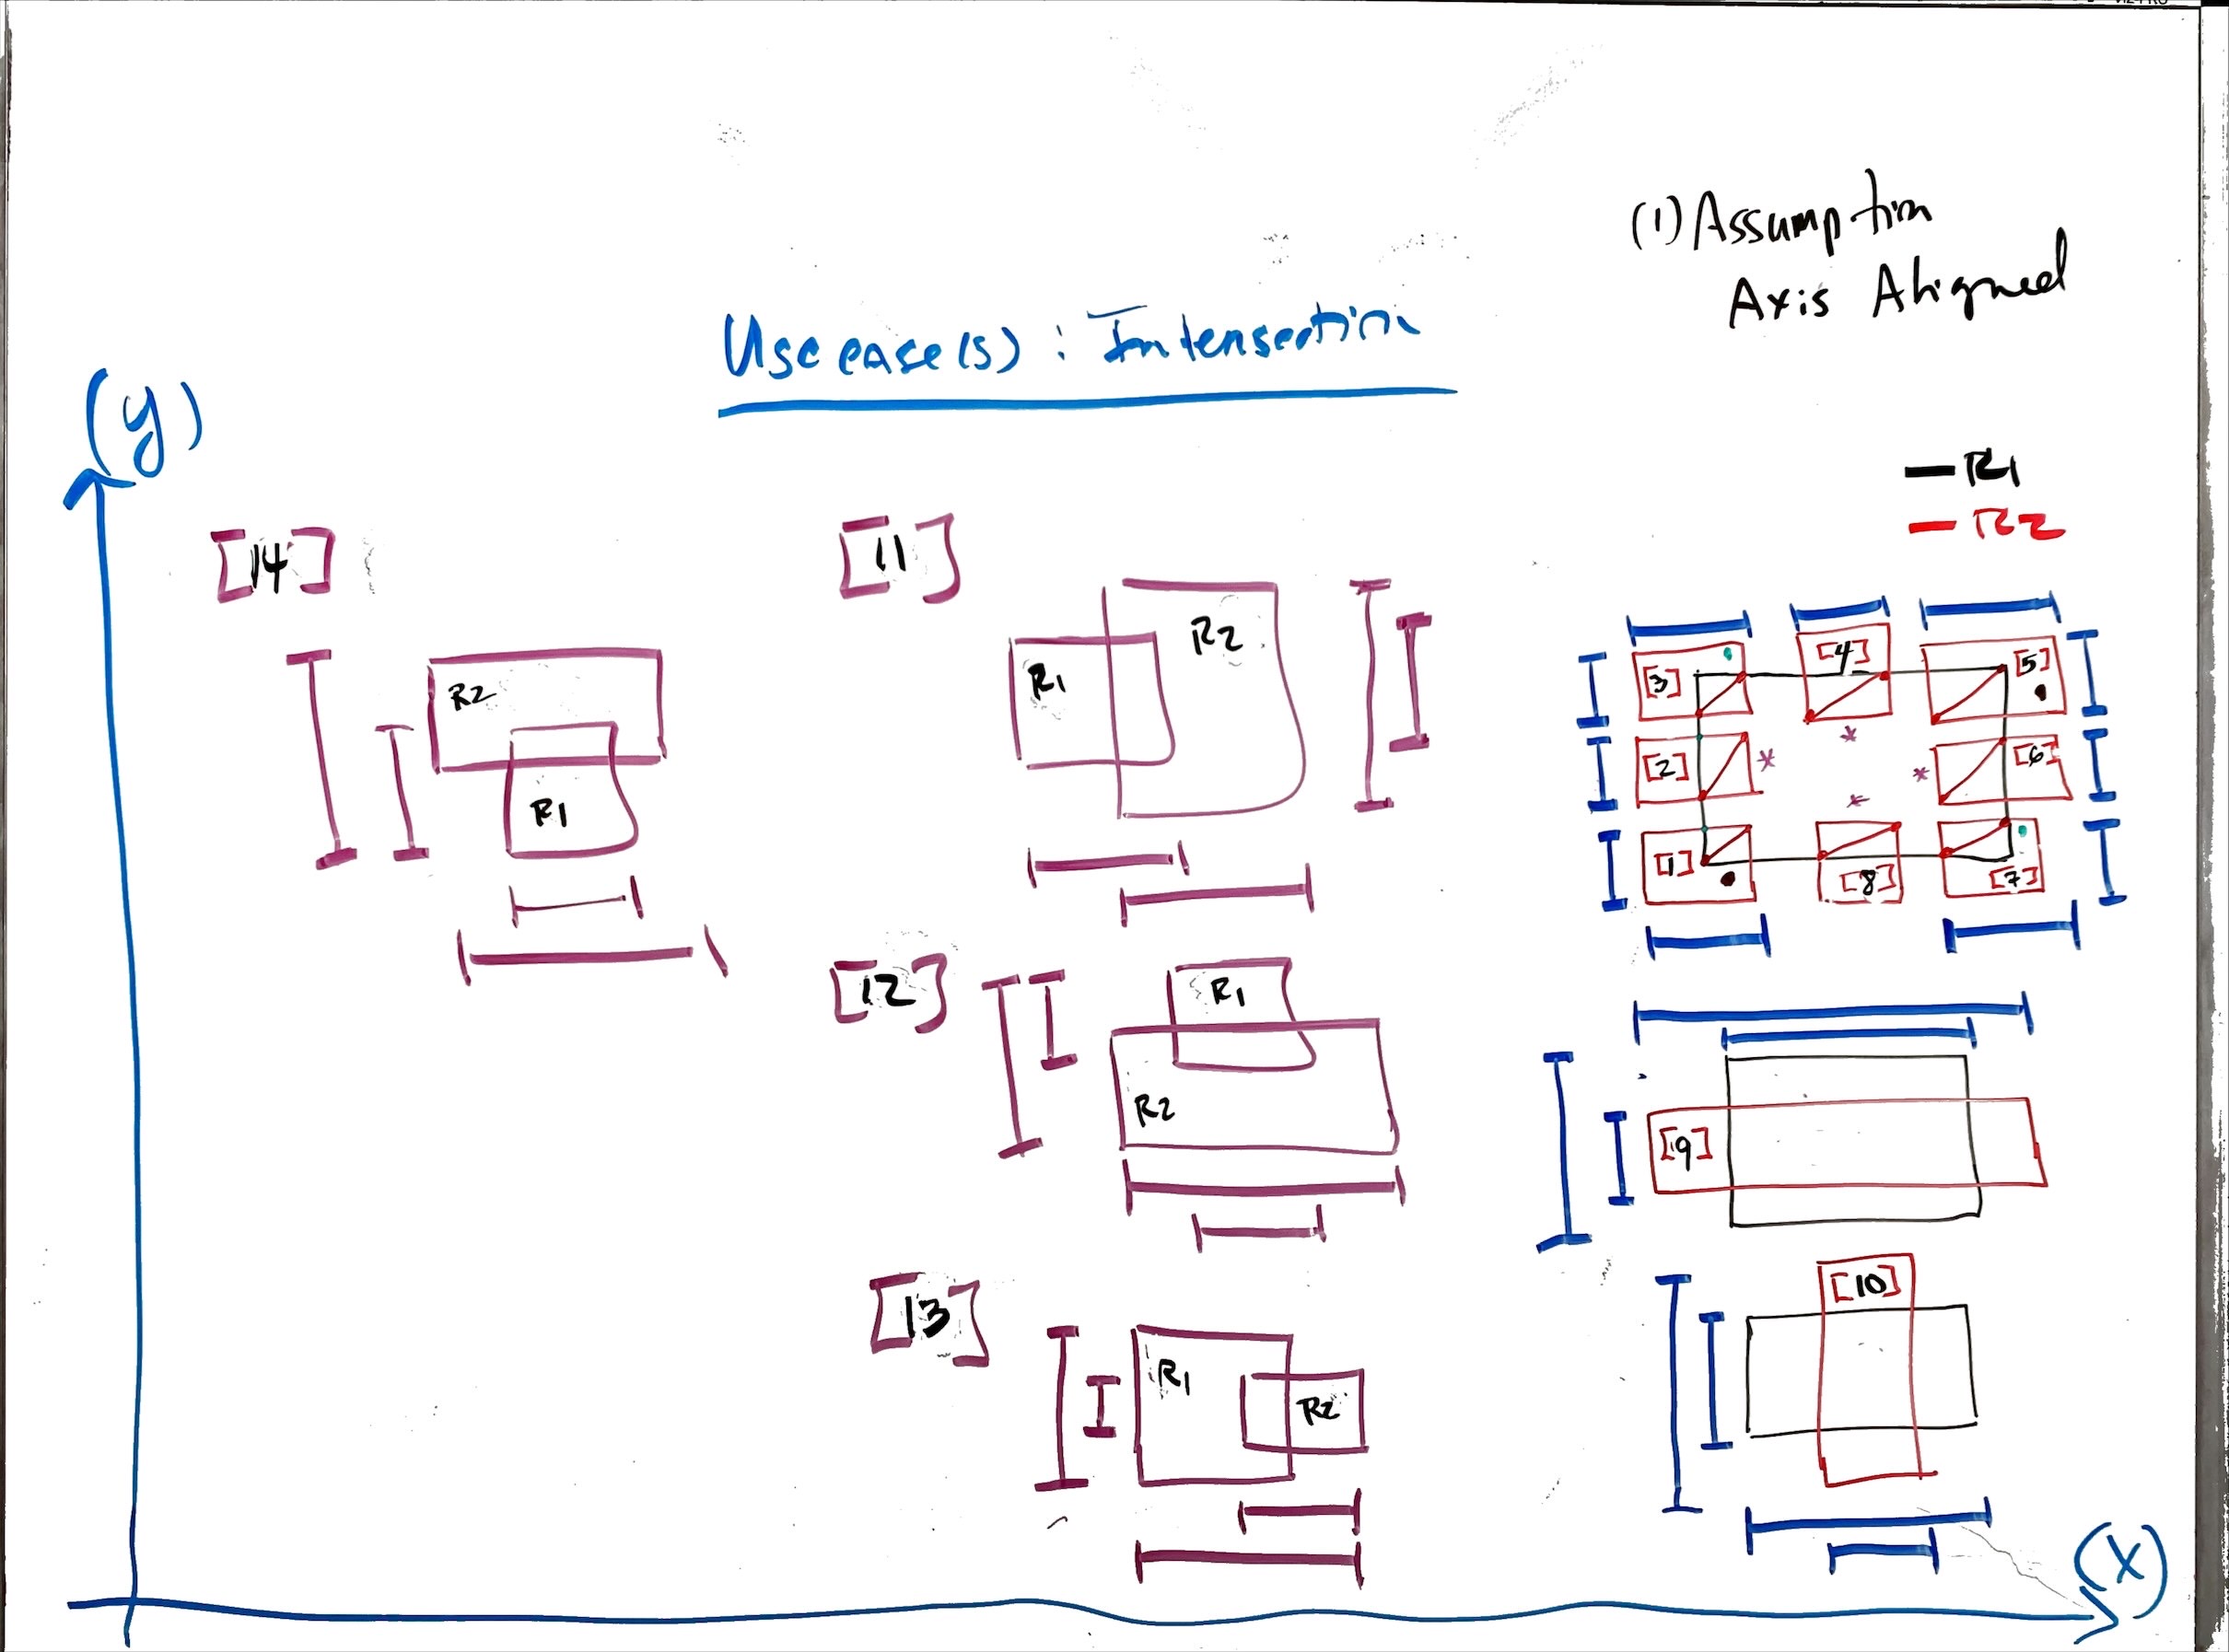 (1) Assumption
Axis Aligned
Usecase(s) : Intersection
(y)
R1
R2
[14]
[11]
R2
R1
R2
R1
[3]
[4]
[5]
[2]
*
*
*
[6]
*
[1]
[8]
[7]
[12]
R1
R2
[9]
[13]
R1
R2
[10]
(x)